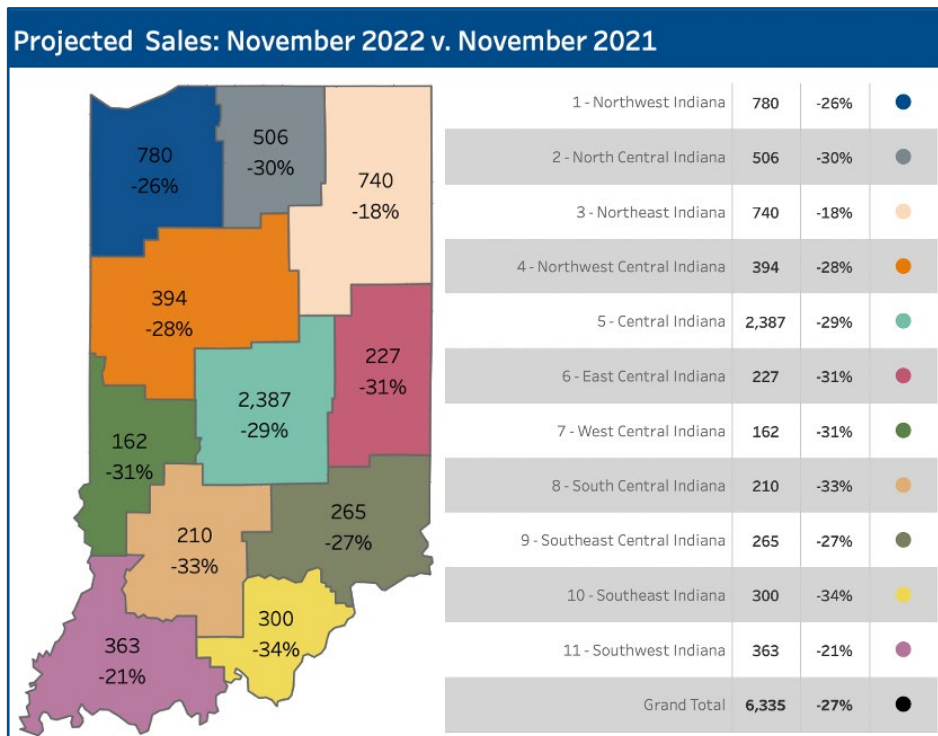 Projected Sales: November 2022 v. November 2021
780
-26%
506
-30%
740
-18%
394
-28%
2,387
-29%
227
-31%
162
-31%
210
-33%
265
-27%
300
-34%
363
-21%
1 - Northwest Indiana 780 -26%
2 - North Central Indiana 506 -30%
3 - Northeast Indiana 740 -18%
4 - Northwest Central Indiana 394 -28%
5 - Central Indiana 2,387 -29%
6 - East Central Indiana 227 -31%
7 - West Central Indiana 162 -31%
8 - South Central Indiana 210 -33%
9 - Southeast Central Indiana 265 -27%
10 - Southeast Indiana 300 -34%
11 - Southwest Indiana 363 -21%
Grand Total 6,335 -27%